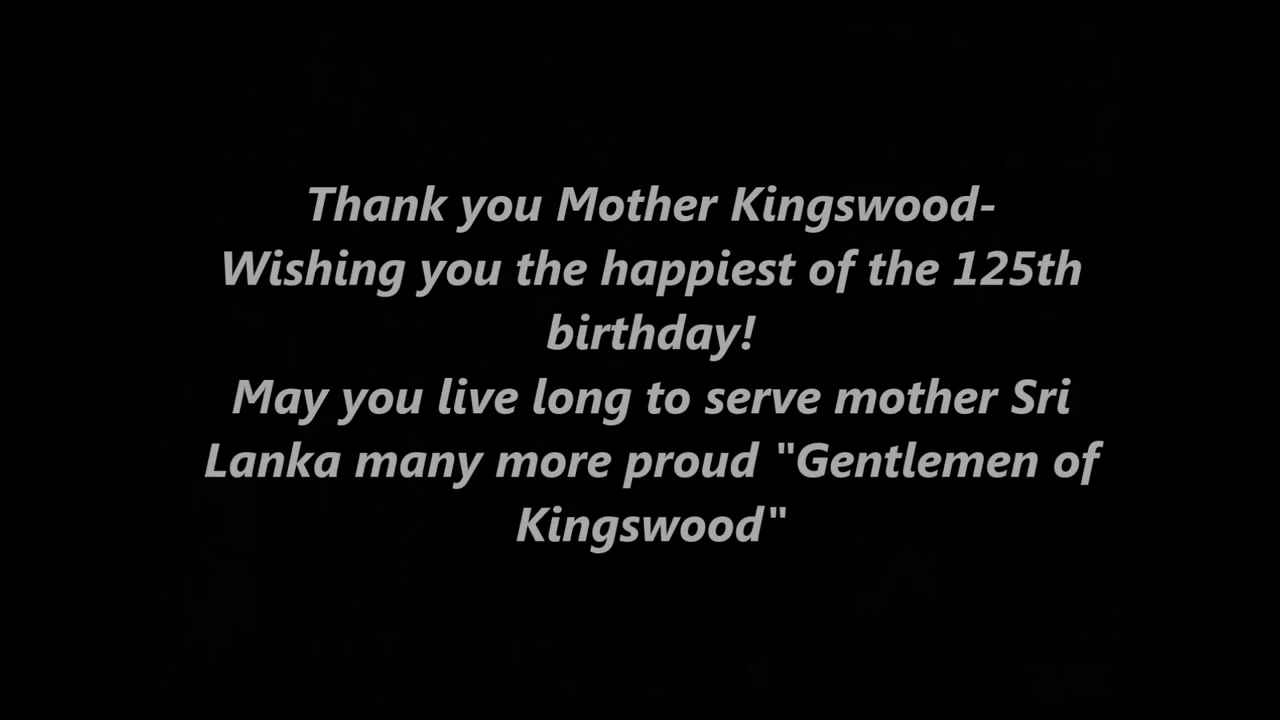 Thank you Mother Kingswood-
Wishing you the happiest of the 125th
birthday!
May you live long to serve mother Sri
Lanka many more proud "Gentlemen of
Kingswood"